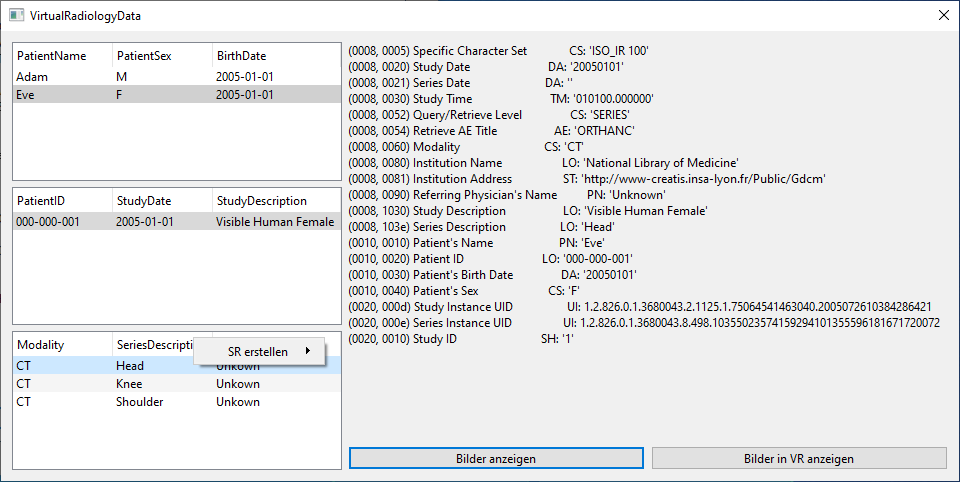 VirtualRadiologyData
PatientName PatientSex BirthDate
Adam M 2005-01-01
Eve F 2005-01-01
PatientID StudyDate StudyDescription
000-000-001 2005-01-01 Visible Human Female
Modality SeriesDescripti
SR erstellen
CT Head Unkown
CT Knee Unkown
CT Shoulder Unkown
(0008, 0005) Specific Character Set CS: 'ISO_IR 100'
(0008, 0020) Study Date DA: '20050101'
(0008, 0021) Series Date DA: ''
(0008, 0030) Study Time TM: '010100.000000'
(0008, 0052) Query/Retrieve Level CS: 'SERIES'
(0008, 0054) Retrieve AE Title AE: 'ORTHANC'
(0008, 0060) Modality CS: 'CT'
(0008, 0080) Institution Name LO: 'National Library of Medicine'
(0008, 0081) Institution Address ST: 'http://www-creatis.insa-lyon.fr/Public/Gdcm'
(0008, 0090) Referring Physician's Name PN: 'Unknown'
(0008, 1030) Study Description LO: 'Visible Human Female'
(0008, 103e) Series Description LO: 'Head'
(0010, 0010) Patient's Name PN: 'Eve'
(0010, 0020) Patient ID LO: '000-000-001'
(0010, 0030) Patient's Birth Date DA: '20050101'
(0010, 0040) Patient's Sex CS: 'F'
(0020, 000d) Study Instance UID UI: 1.2.826.0.1.3680043.2.1125.1.75064541463040.2005072610384286421
(0020, 000e) Series Instance UID UI: 1.2.826.0.1.3680043.8.498.10355023574159294101355596181671720072
(0020, 0010) Study ID SH: '1'
Bilder anzeigen
Bilder in VR anzeigen